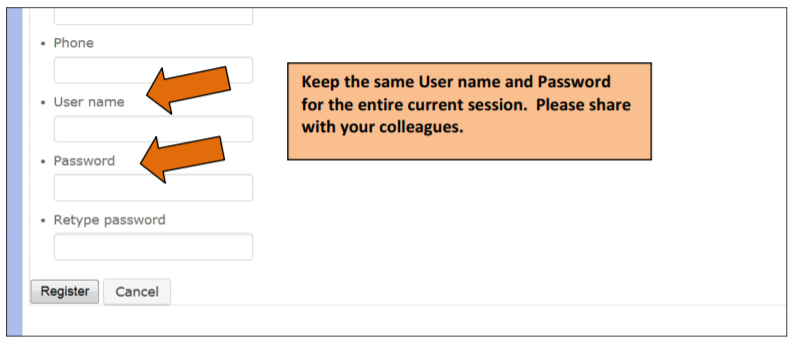 Phone
User name
Password
Retype password
Register Cancel
Keep the same User name and Password
for the entire current session. Please share
with your colleagues.